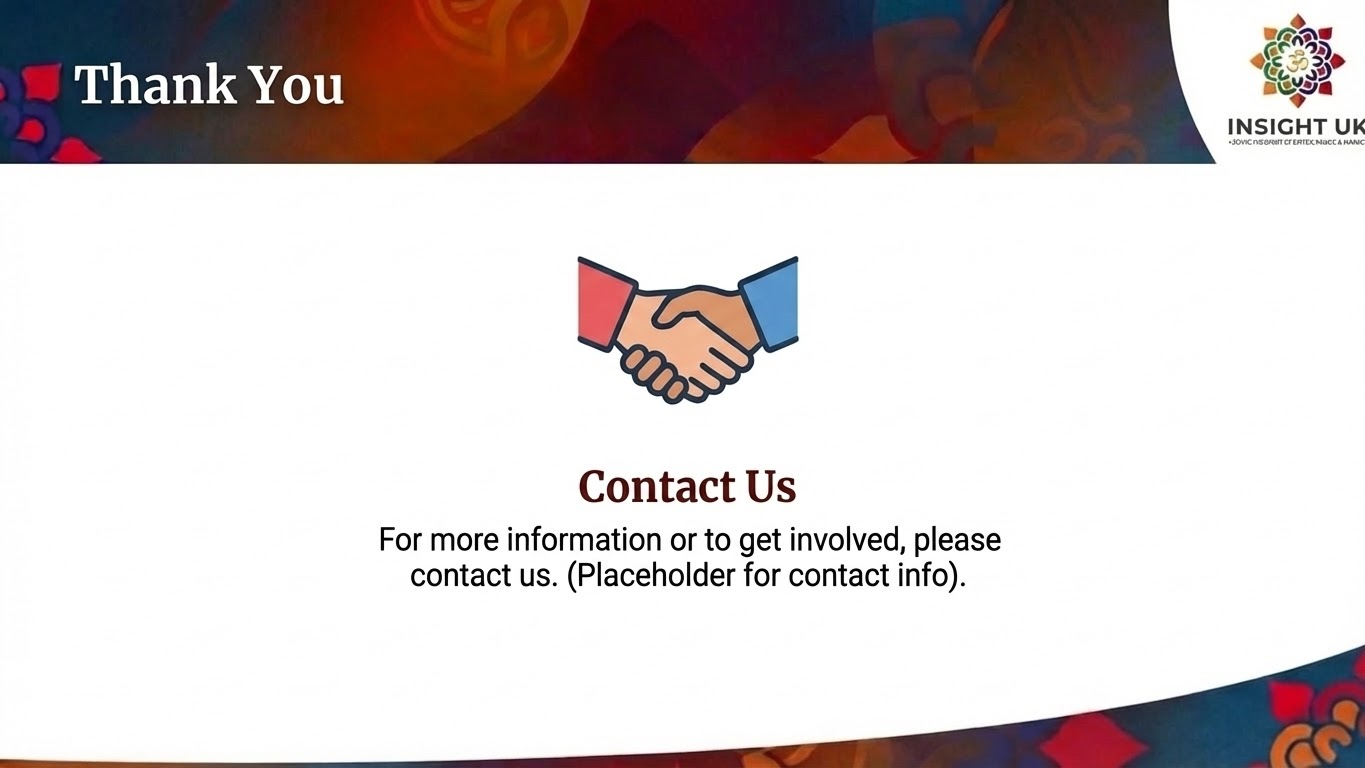 Thank You
INSIGHT UK
Contact Us
For more information or to get involved, please
contact us. (Placeholder for contact info).